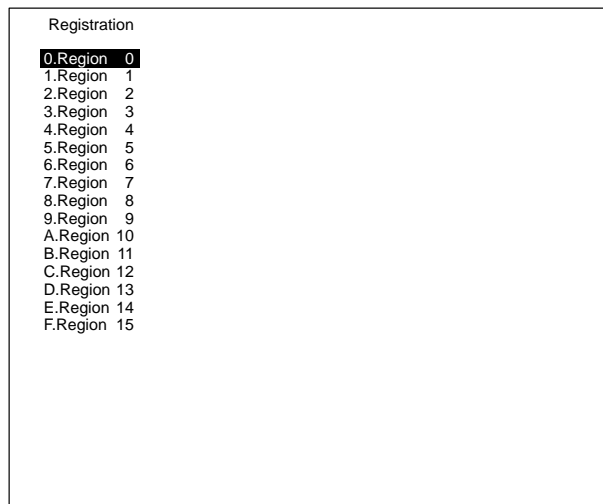 Registration
0.Region 0
1.Region 1
2.Region 2
3.Region 3
4.Region 4
5.Region 5
6.Region 6
7.Region 7
8.Region 8
9.Region 9
A.Region 10
B.Region 11
C.Region 12
D.Region 13
E.Region 14
F.Region 15